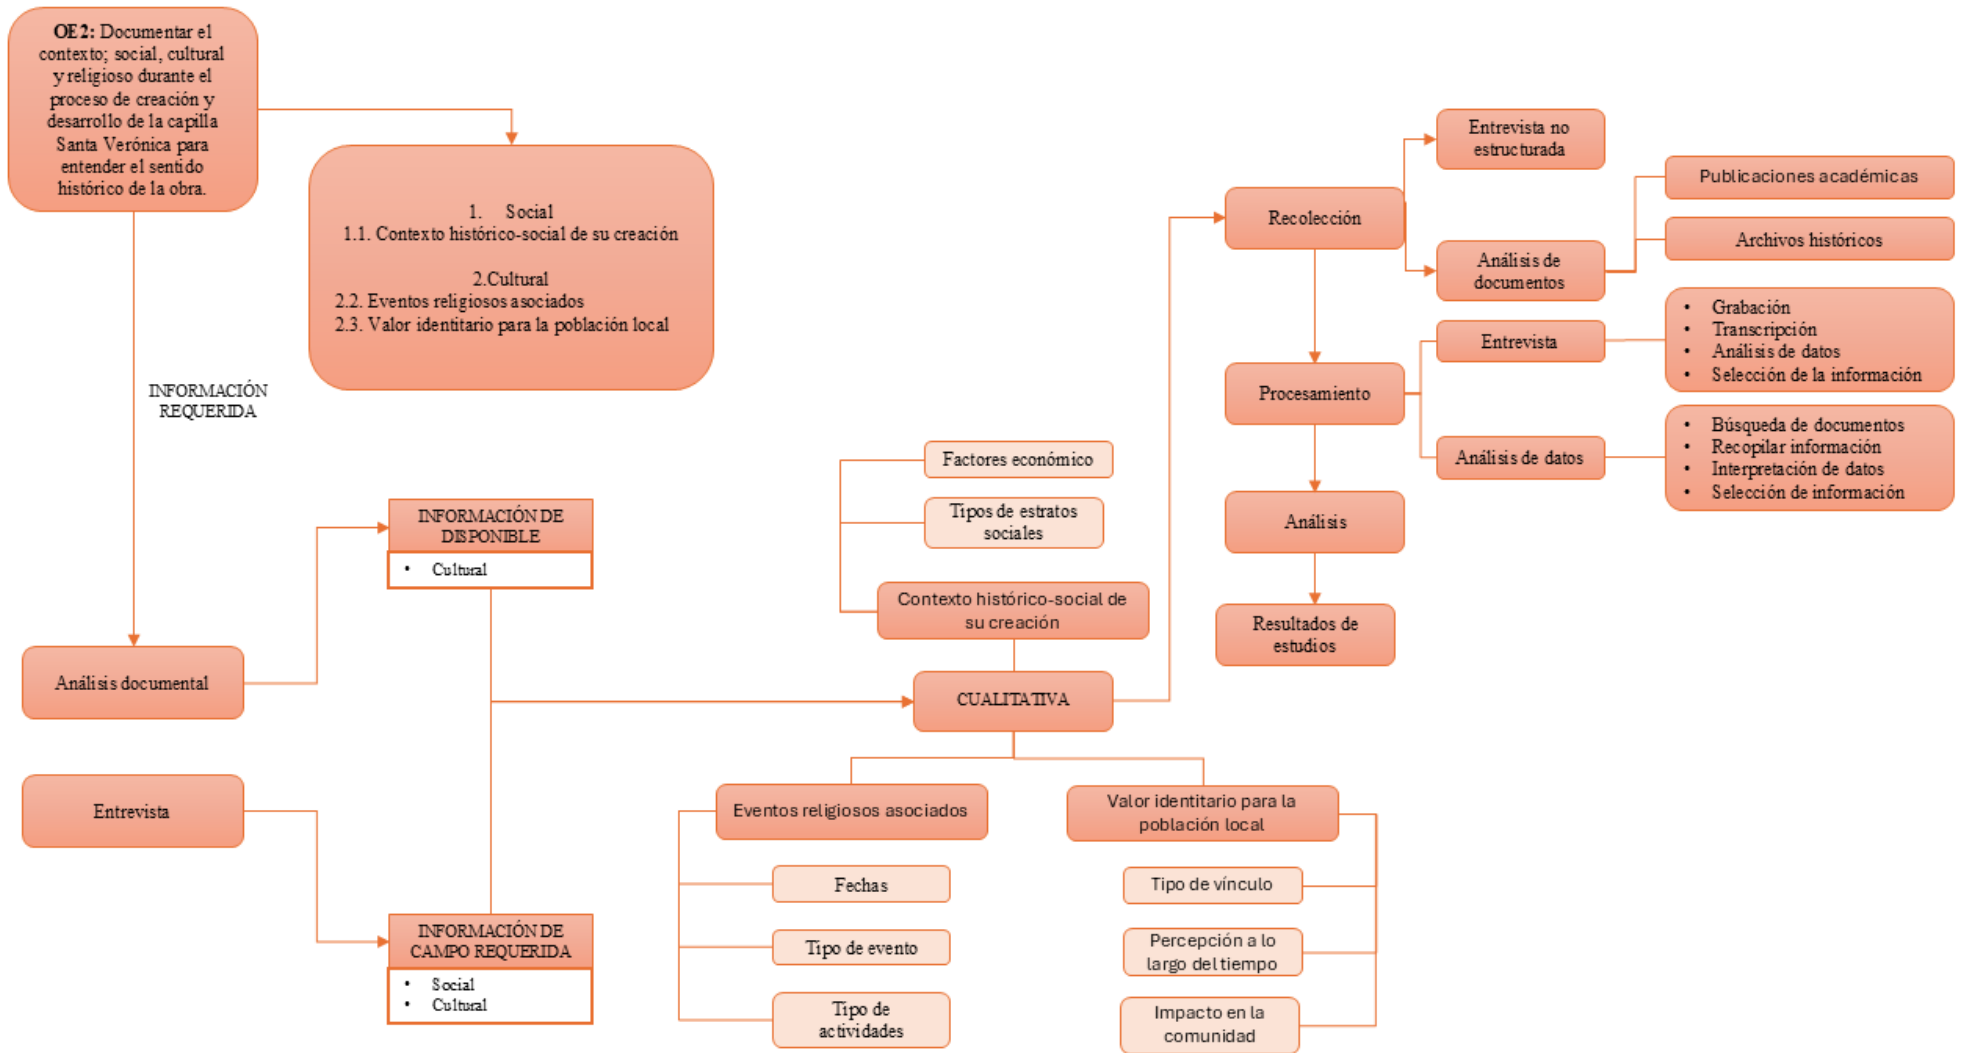 OE2: Documentar el
contexto; social, cultural
y religioso durante el
proceso de creación y
desarrollo de la capilla
Santa Verónica para
entender el sentido
histórico de la obra.
1. Social
1.1. Contexto histórico-social de su creación
2.Cultural
2.2. Eventos religiosos asociados
2.3. Valor identitario para la población local
INFORMACIÓN
REQUERIDA
Análisis documental
Entrevista
INFORMACIÓN DE
DISPONIBLE
• Cultural
INFORMACIÓN DE
CAMPO REQUERIDA
• Social
• Cultural
Factores económico
Tipos de estratos
sociales
Contexto histórico-social de
su creación
CUALITATIVA
Eventos religiosos asociados
Fechas
Tipo de evento
Tipo de
actividades
Valor identitario para la
población local
Tipo de vínculo
Percepción a lo
largo del tiempo
Impacto en la
comunidad
Recolección
Procesamiento
Análisis
Resultados de
estudios
Entrevista no
estructurada
Análisis de
documentos
Publicaciones académicas
Archivos históricos
Entrevista
• Grabación
• Transcripción
• Análisis de datos
• Selección de la información
Análisis de datos
• Búsqueda de documentos
• Recopilar información
• Interpretación de datos
• Selección de información